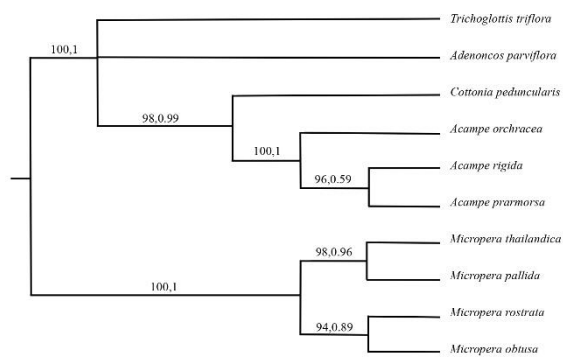 Trichoglottis triflora
100,1
Adenoncos parviflora
Cottonia peduncularis
98,0.99
Acampe orchracea
100,1
Acampe rigida
96,0.59
Acampe prarmorsa
Micropera thailandica
98,0.96
Micropera pallida
100,1
Micropera rostrata
94,0.89
Micropera obtusa